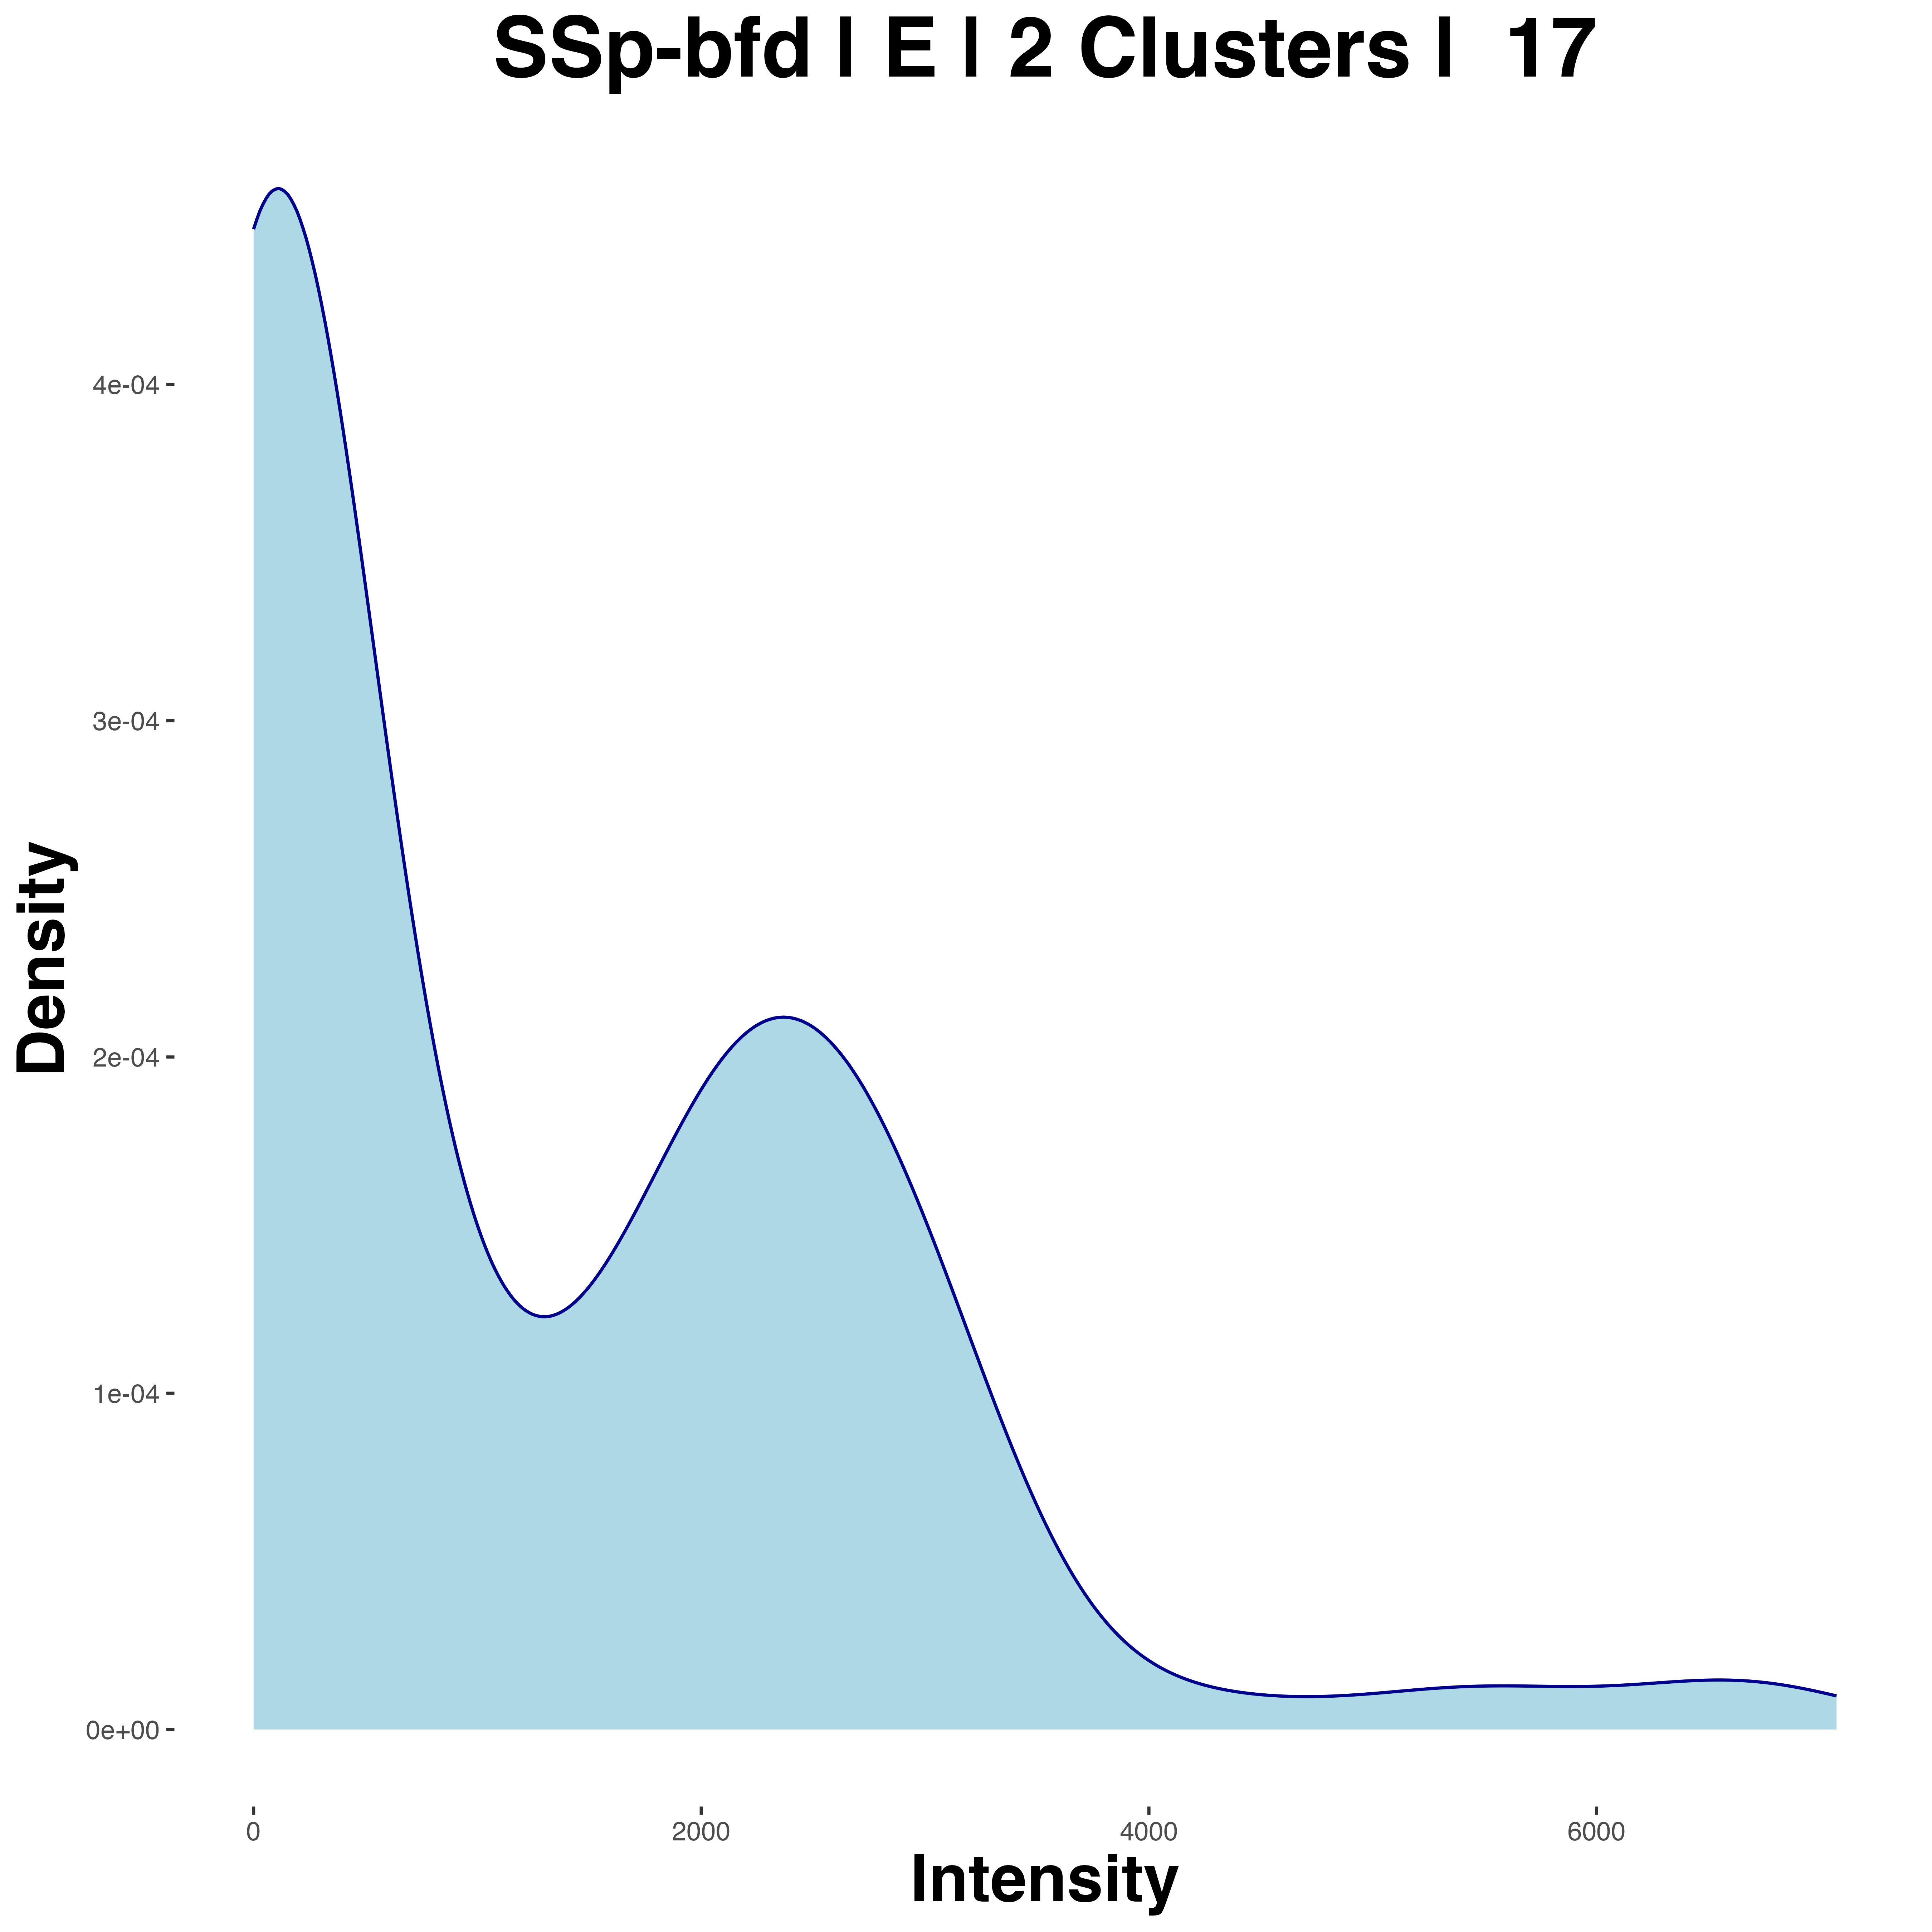 SSp-bfd | E | 2 Clusters | 17
4e-04
3e-04
2e-04
1e-04
0e+00
Density
0 2000 4000 6000
Intensity